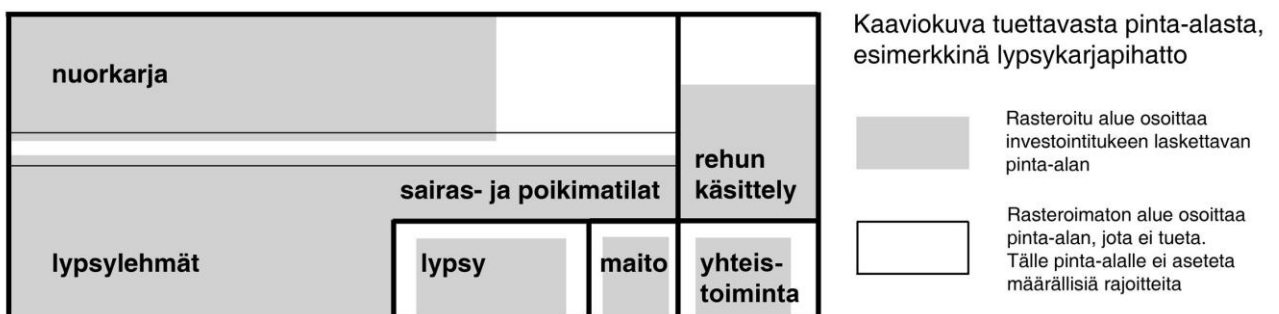 nuorkarja
rehun
käsittely
sairas- ja poikimatilat
lypsylehmät
lypsy
maito
yhteis-
toiminta
Kaaviokuva tuettavasta pinta-alasta,
esimerkkinä lypsykarjapihatto
Rasteroitu alue osoittaa
investointitukeen laskettavan
pinta-alan
Rasteroimaton alue osoittaa
pinta-alan, jota ei tueta.
Tälle pinta-alalle ei aseteta
määrällisiä rajoitteita